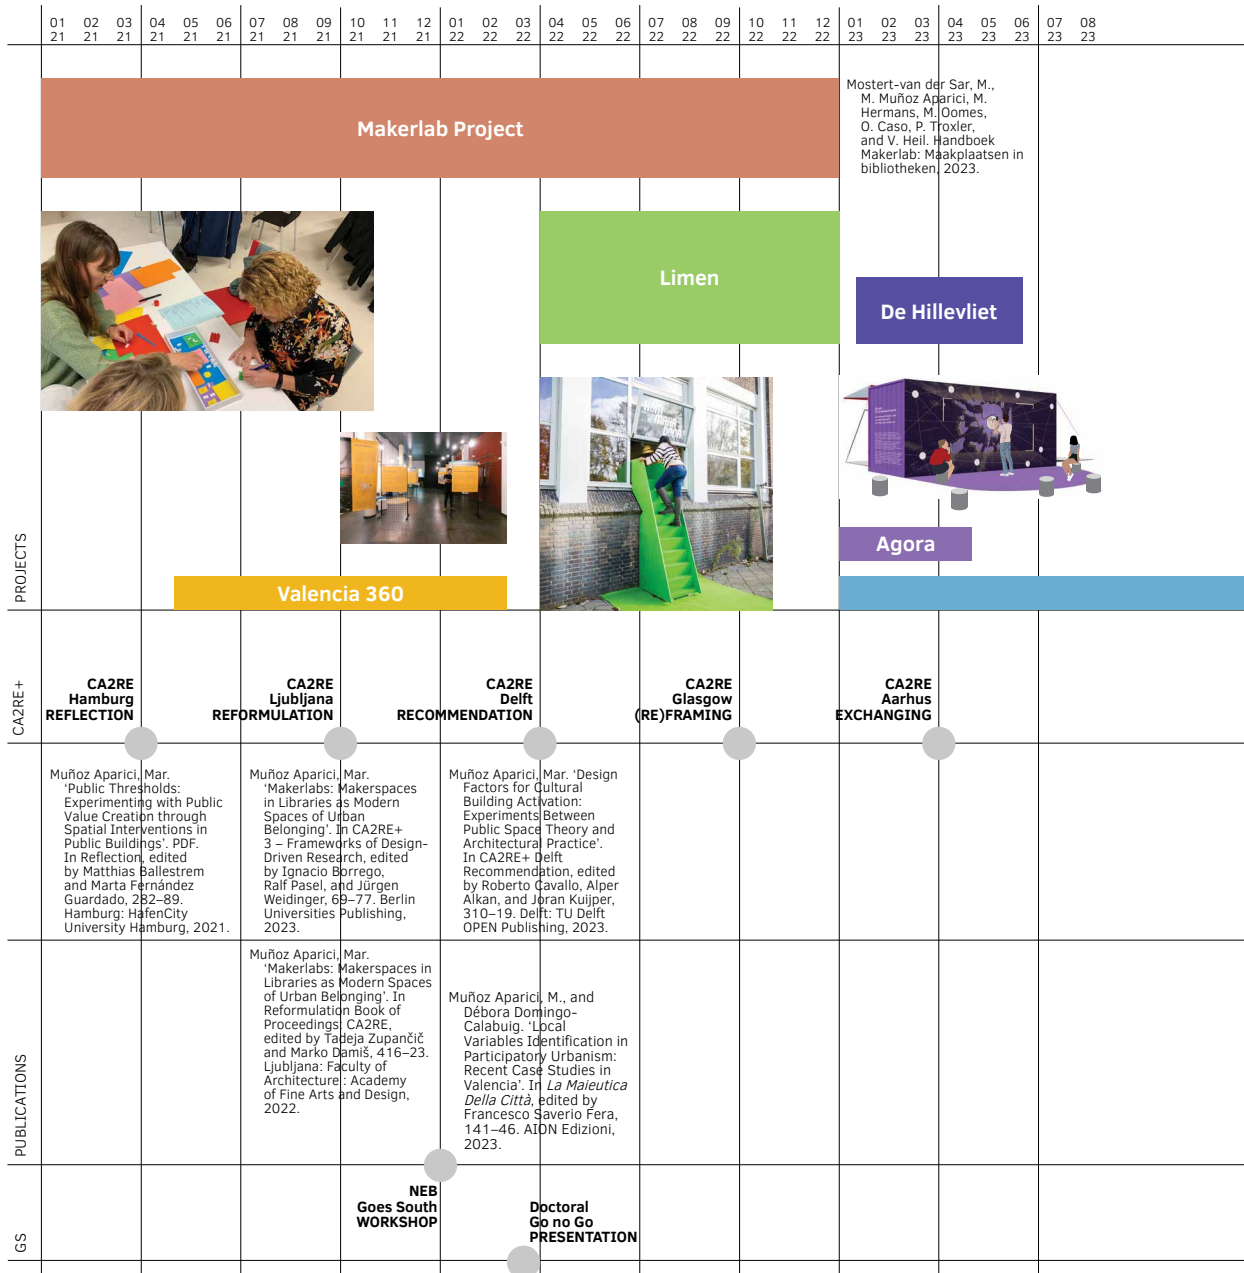 01 02 03 04 05 06 07 08 09 10 11 12 01 02 03 04 05 06 07 08 09 10 11 12 01 02 03 04 05 06 07 08
21 21 21 21 21 21 21 21 21 21 21 21 22 22 22 22 22 22 22 22 22 22 22 22 23 23 23 23 23 23 23 23
PROJECTS
Makerlab Project
Mostert-van der Sar, M.,
M. Muñoz Aparici, M.
Hermans, M. Oomes,
O. Caso, P. Troxler,
and V. Heil. Handboek
Makerlab: Maakplaatsen in
bibliotheken, 2023.
Limen
De Hillevliet
Agora
Valencia 360
CA2RE+
CA2RE
Hamburg
REFLECTION
CA2RE
Ljubljana
REFORMULATION
CA2RE
Delft
RECOMMENDATION
CA2RE
Glasgow
(RE)FRAMING
CA2RE
Aarhus
EXCHANGING
Muñoz Aparici, Mar.
‘Public Thresholds:
Experimenting with Public
Value Creation through
Spatial Interventions in
Public Buildings’. PDF.
In Reflection, edited
by Matthias Ballestrem
and Marta Fernández
Guardado, 282–89.
Hamburg: HafenCity
University Hamburg, 2021.
Muñoz Aparici, Mar.
‘Makerlabs: Makerspaces
in Libraries as Modern
Spaces of Urban
Belonging’. In CA2RE+
3 – Frameworks of Design-
Driven Research, edited
by Ignacio Borrego,
Ralf Pasel, and Jürgen
Weidinger, 69–77. Berlin
Universities Publishing,
2023.
Muñoz Aparici, Mar. ‘Design
Factors for Cultural
Building Activation:
Experiments Between
Public Space Theory and
Architectural Practice’.
In CA2RE+ Delft
Recommendation, edited
by Roberto Cavallo, Alper
Alkan, and Joran Kuijper,
310–19. Delft: TU Delft
OPEN Publishing, 2023.
PUBLICATIONS
Muñoz Aparici, Mar.
‘Makerlabs: Makerspaces in
Libraries as Modern Spaces
of Urban Belonging’. In
Reformulation Book of
Proceedings: CA2RE,
edited by Tadeja Zupančič
and Marko Damiš, 416–23.
Ljubljana: Faculty of
Architecture : Academy
of Fine Arts and Design,
2022.
Muñoz Aparici, M., and
Débora Domingo-
Calabuig. ‘Local
Variables Identification in
Participatory Urbanism:
Recent Case Studies in
Valencia’. In La Maieutica
Della Città, edited by
Francesco Saverio Fera,
141–46. AION Edizioni,
2023.
GS
NEB
Goes South
WORKSHOP
Doctoral
Go no Go
PRESENTATION